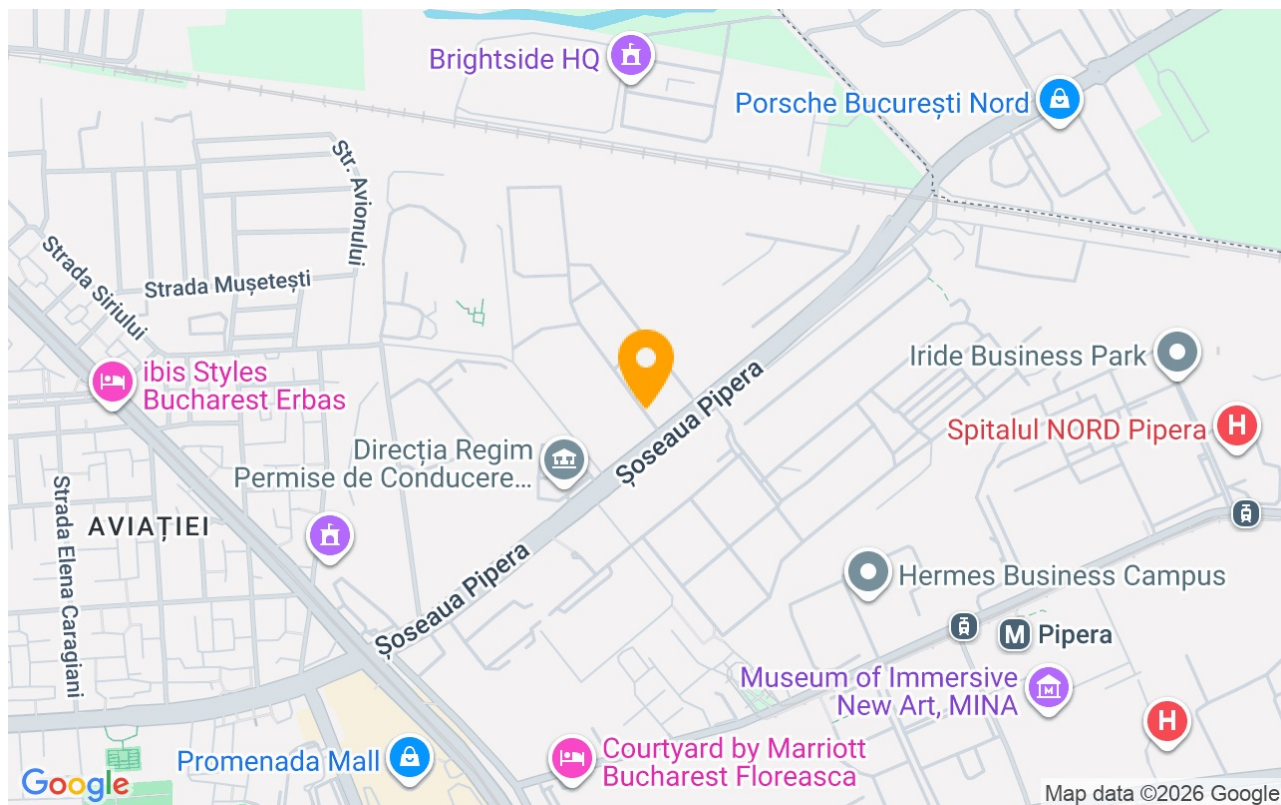 Brightside HQ
Porsche București Nord
Str. Avionului
Strada Mușetești
Strada Siriului
ibis Styles
Bucharest Erbas
Iride Business Park
Șoseaua Pipera
Spitalul NORD Pipera
H
Direcția Regim
Permise de Conducere...
Strada Elena Caragiani
AVIAȚIEI
Șoseaua Pipera
Hermes Business Campus
M Pipera
Museum of Immersive
New Art, MINA
M
H
Promenada Mall
Courtyard by Marriott
Bucharest Floreasca
Google
Map data ©2026 Google